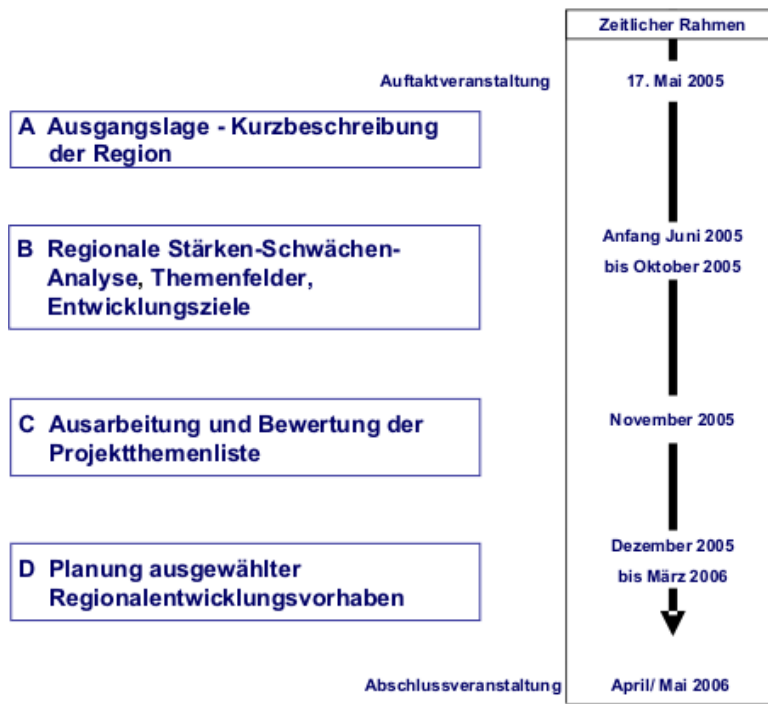 Zeitlicher Rahmen
Auftaktveranstaltung 17. Mai 2005
A Ausgangslage - Kurzbeschreibung
der Region
B Regionale Stärken-Schwächen-
Analyse, Themenfelder,
Entwicklungsziele
Anfang Juni 2005
bis Oktober 2005
C Ausarbeitung und Bewertung der
Projektthemenliste
November 2005
D Planung ausgewählter
Regionalentwicklungsvorhaben
Dezember 2005
bis März 2006
Abschlussveranstaltung April/ Mai 2006